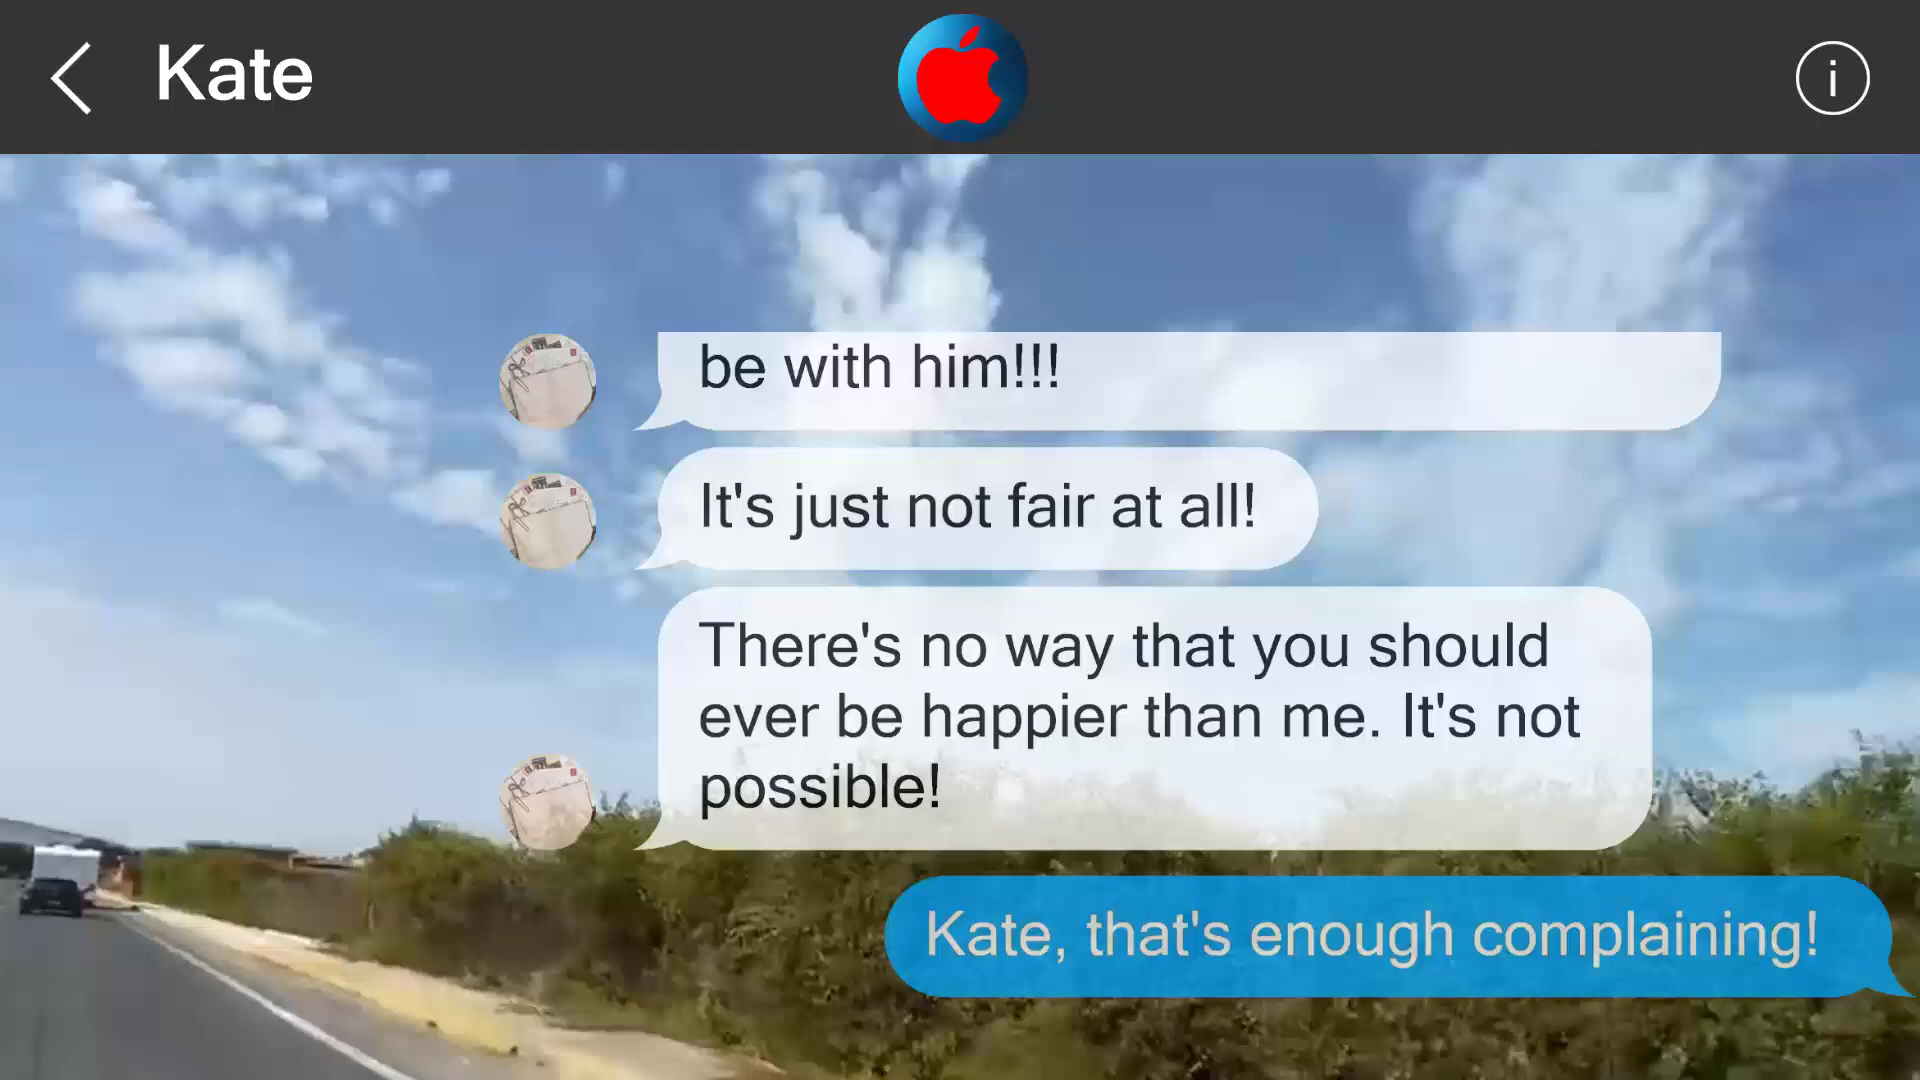 Kate
i
be with him!!!
It's just not fair at all!
There's no way that you should
ever be happier than me. It's not
possible!
Kate, that's enough complaining!